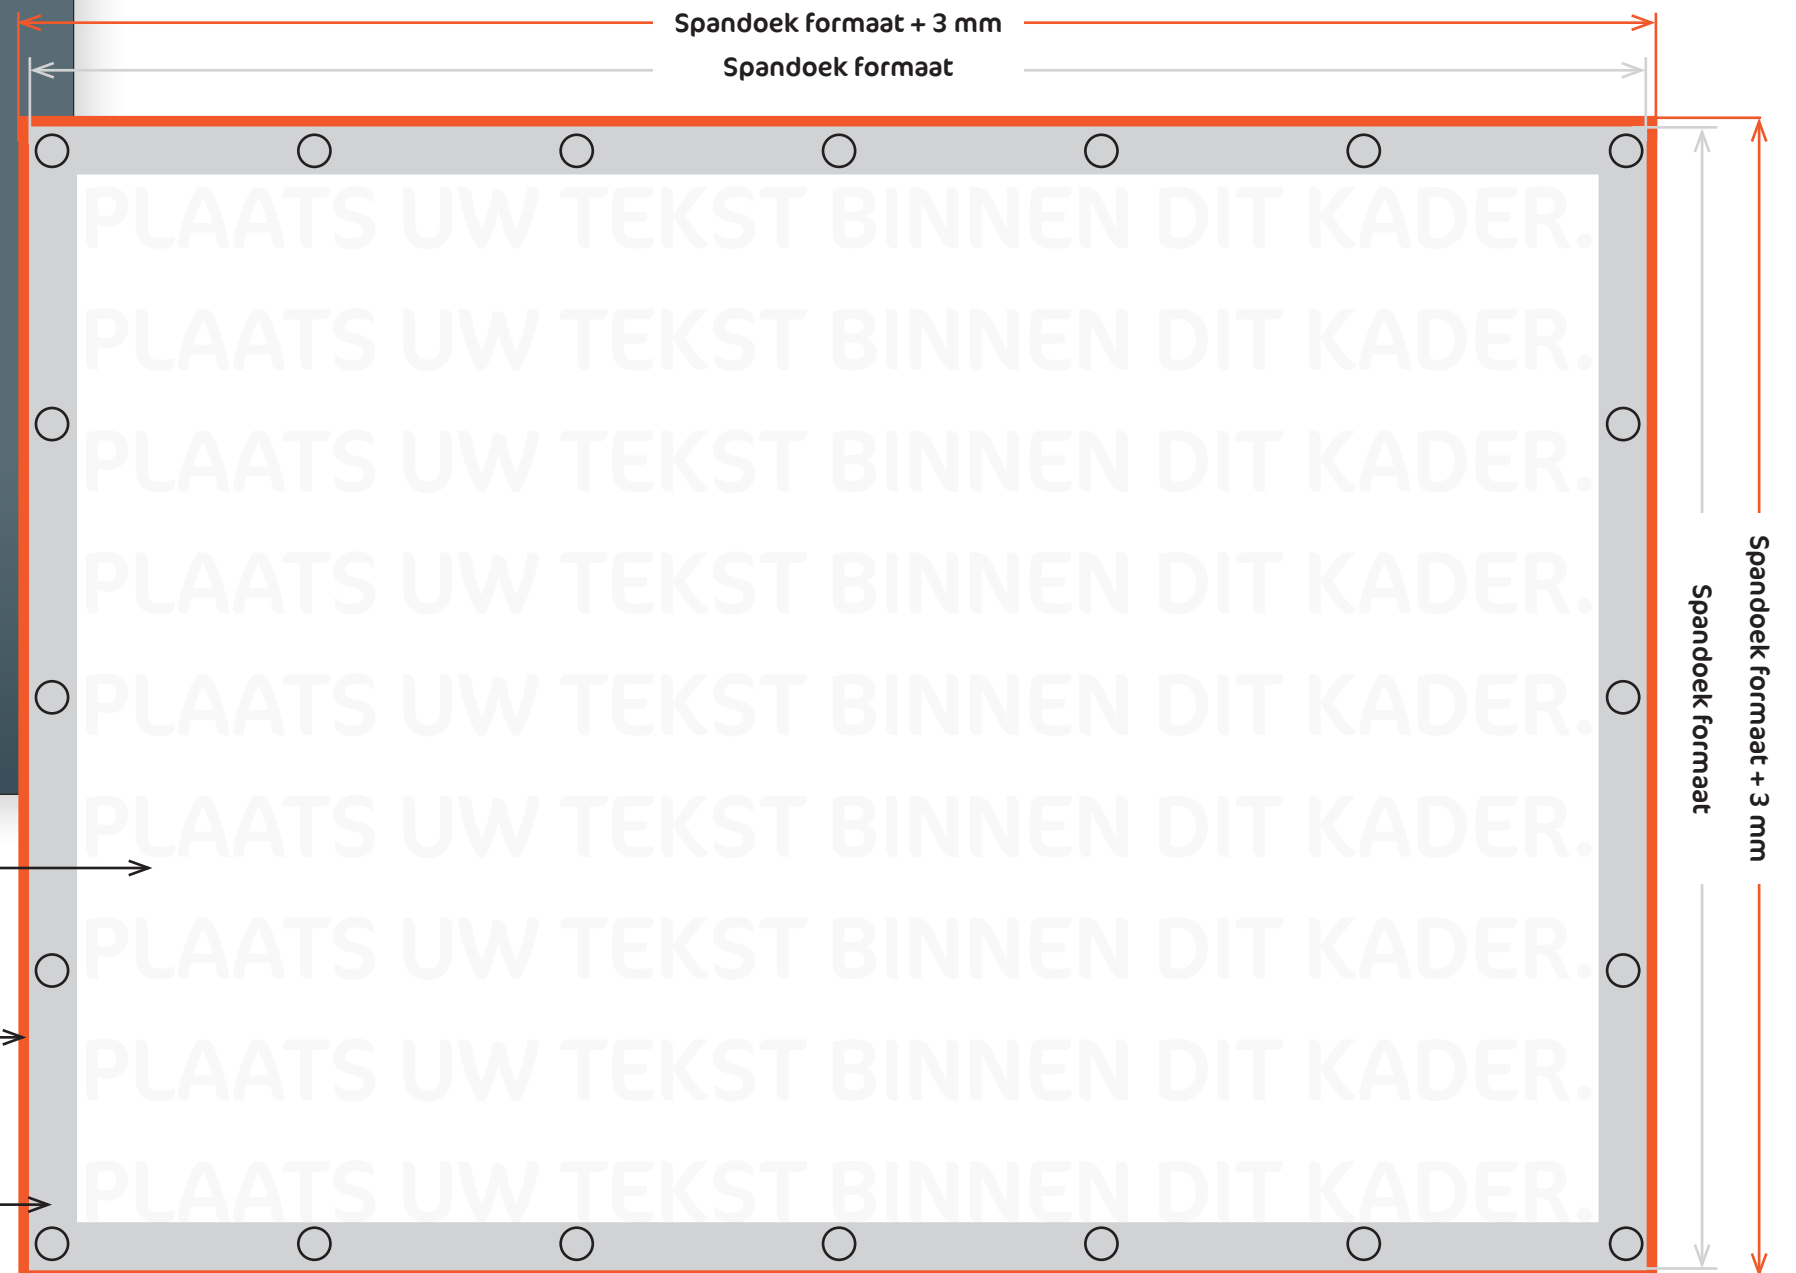 Spandoek formaat + 3 mm
Spandoek formaat
PLAATS UW TEKST BINNEN DIT KADER.
PLAATS UW TEKST BINNEN DIT KADER.
PLAATS UW TEKST BINNEN DIT KADER.
PLAATS UW TEKST BINNEN DIT KADER.
PLAATS UW TEKST BINNEN DIT KADER.
PLAATS UW TEKST BINNEN DIT KADER.
PLAATS UW TEKST BINNEN DIT KADER.
PLAATS UW TEKST BINNEN DIT KADER.
PLAATS UW TEKST BINNEN DIT KADER.
Spandoek formaat
Spandoek formaat + 3 mm